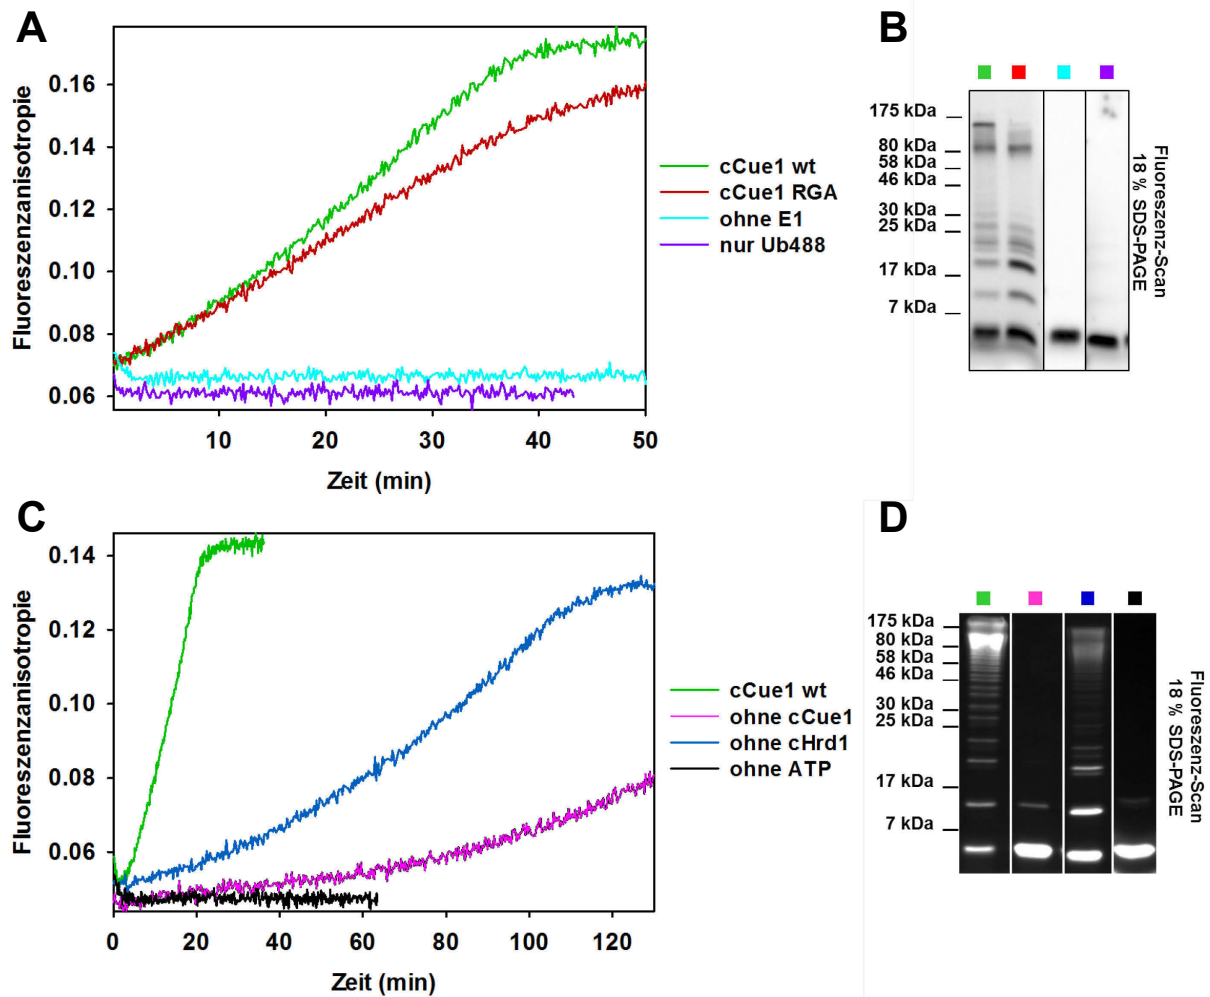 A
Fluoreszenzanisotropie
0.16
0.14
0.12
0.10
0.08
0.06
10
20
30
40
50
Zeit (min)
cCue1 wt
cCue1 RGA
ohne E1
nur Ub488
B
175 kDa
80 kDa
58 kDa
46 kDa
30 kDa
25 kDa
17 kDa
7 kDa
Fluoreszenz-Scan
18 % SDS-PAGE
C
Fluoreszenzanisotropie
0.14
0.12
0.10
0.08
0.06
0
20
40
60
80
100
120
Zeit (min)
cCue1 wt
ohne cCue1
ohne cHrd1
ohne ATP
D
175 kDa
80 kDa
58 kDa
46 kDa
30 kDa
25 kDa
17 kDa
7 kDa
Fluoreszenz-Scan
18 % SDS-PAGE